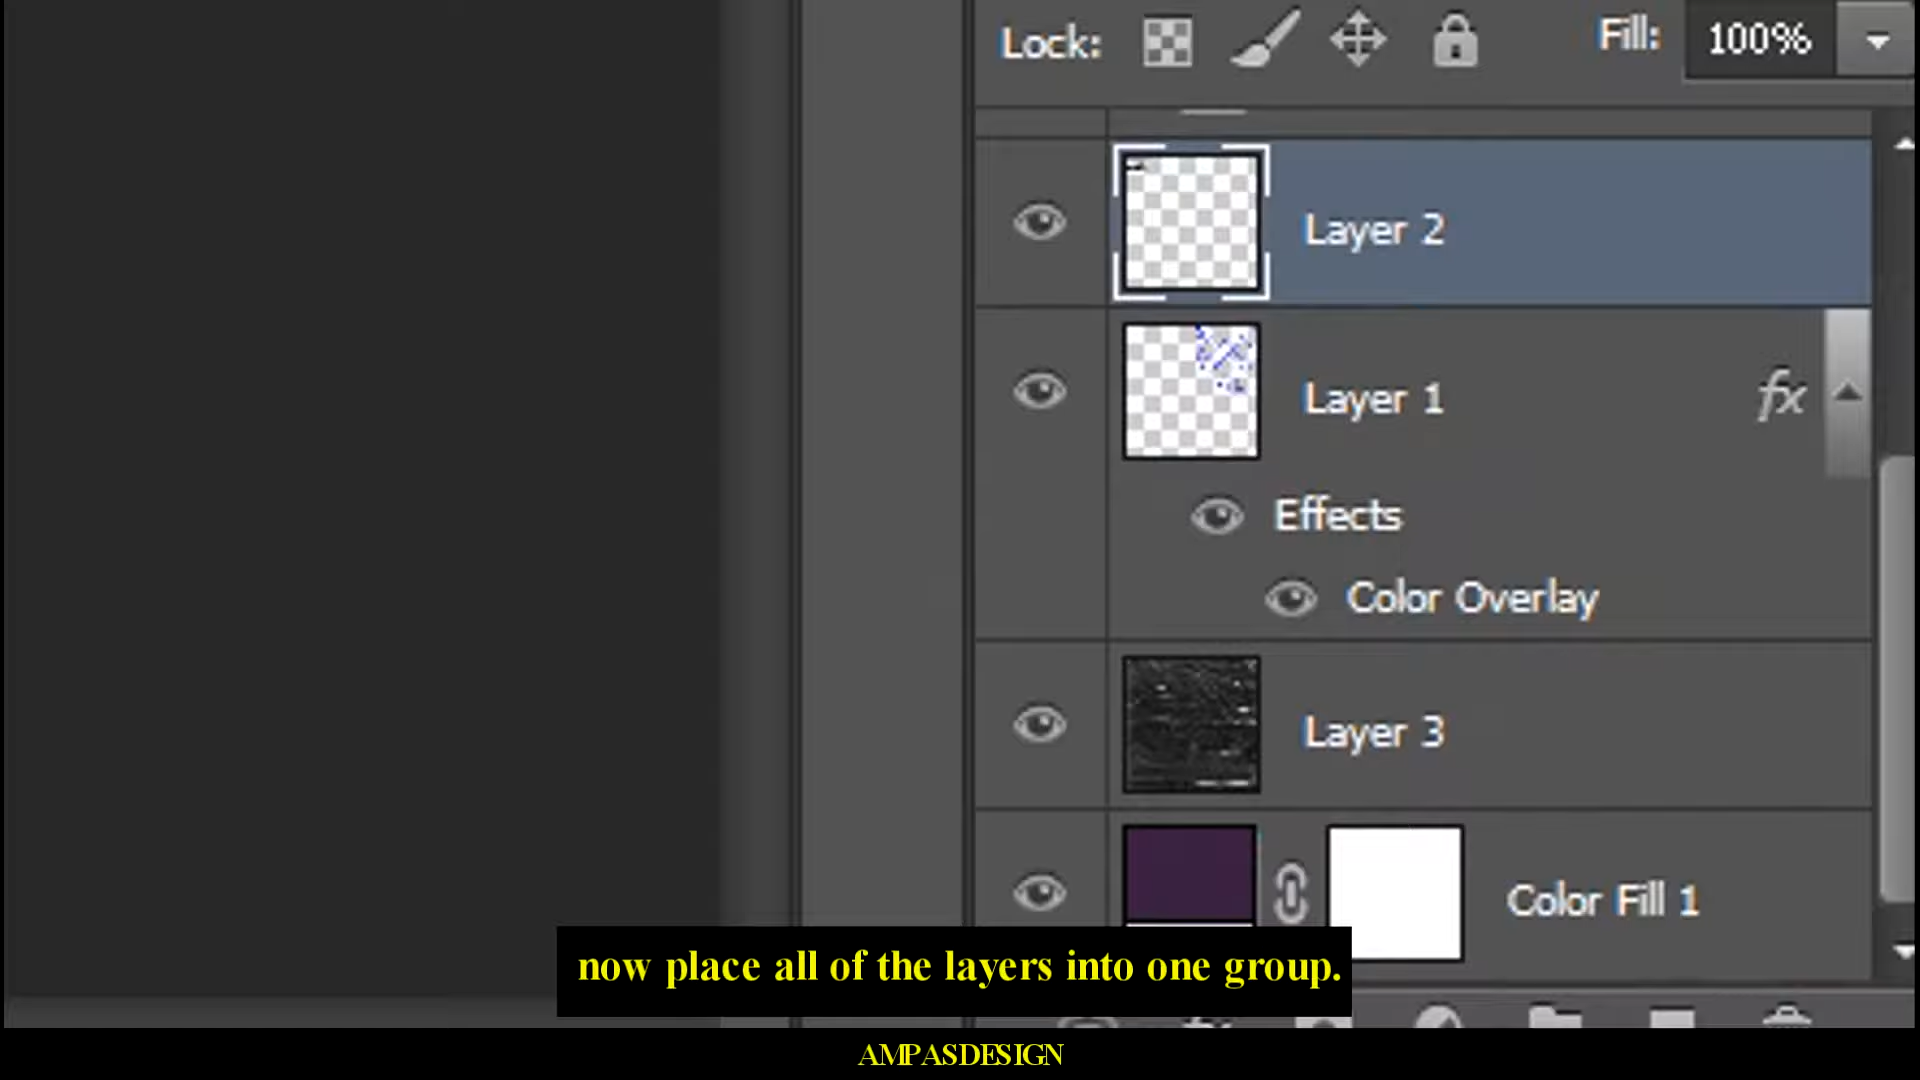 Lock:
Fill: 100%
Layer 2
Layer 1 fx
Effects
Color Overlay
Layer 3
Color Fill 1
now place all of the layers into one group.
AMPASDESIGN